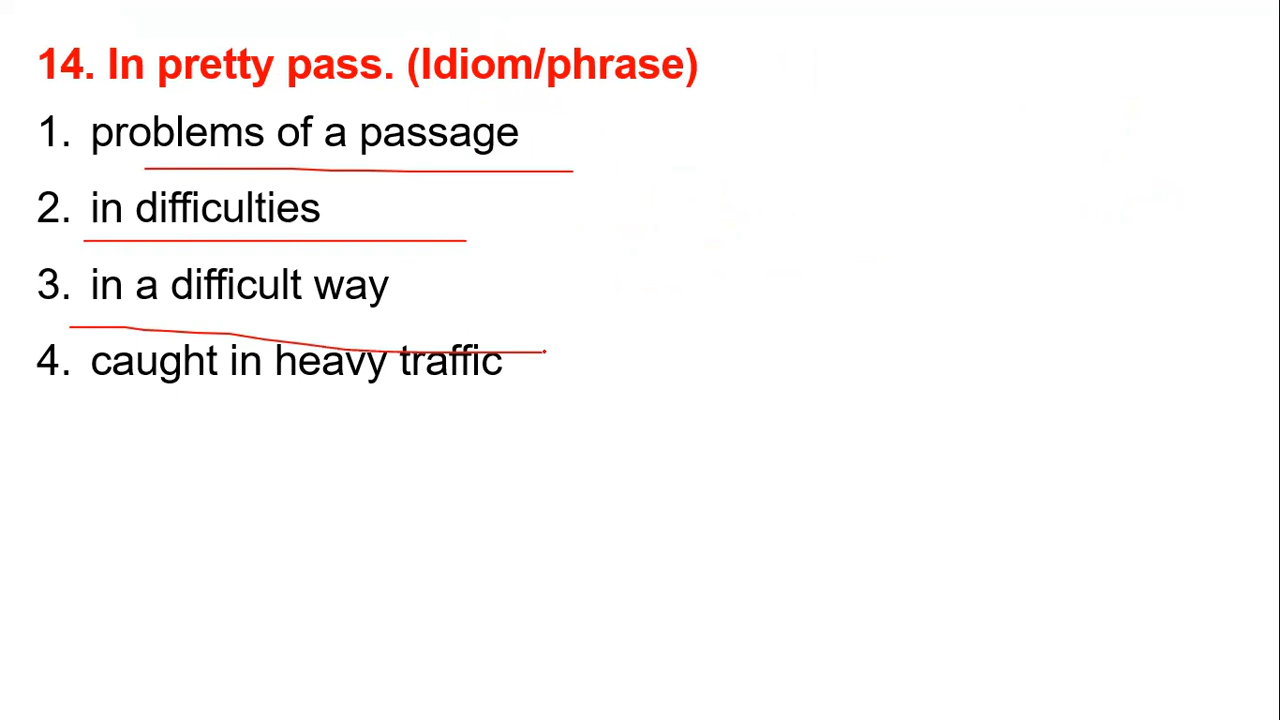 14. In pretty pass. (Idiom/phrase)
1. problems of a passage
2. in difficulties
3. in a difficult way
4. caught in heavy traffic